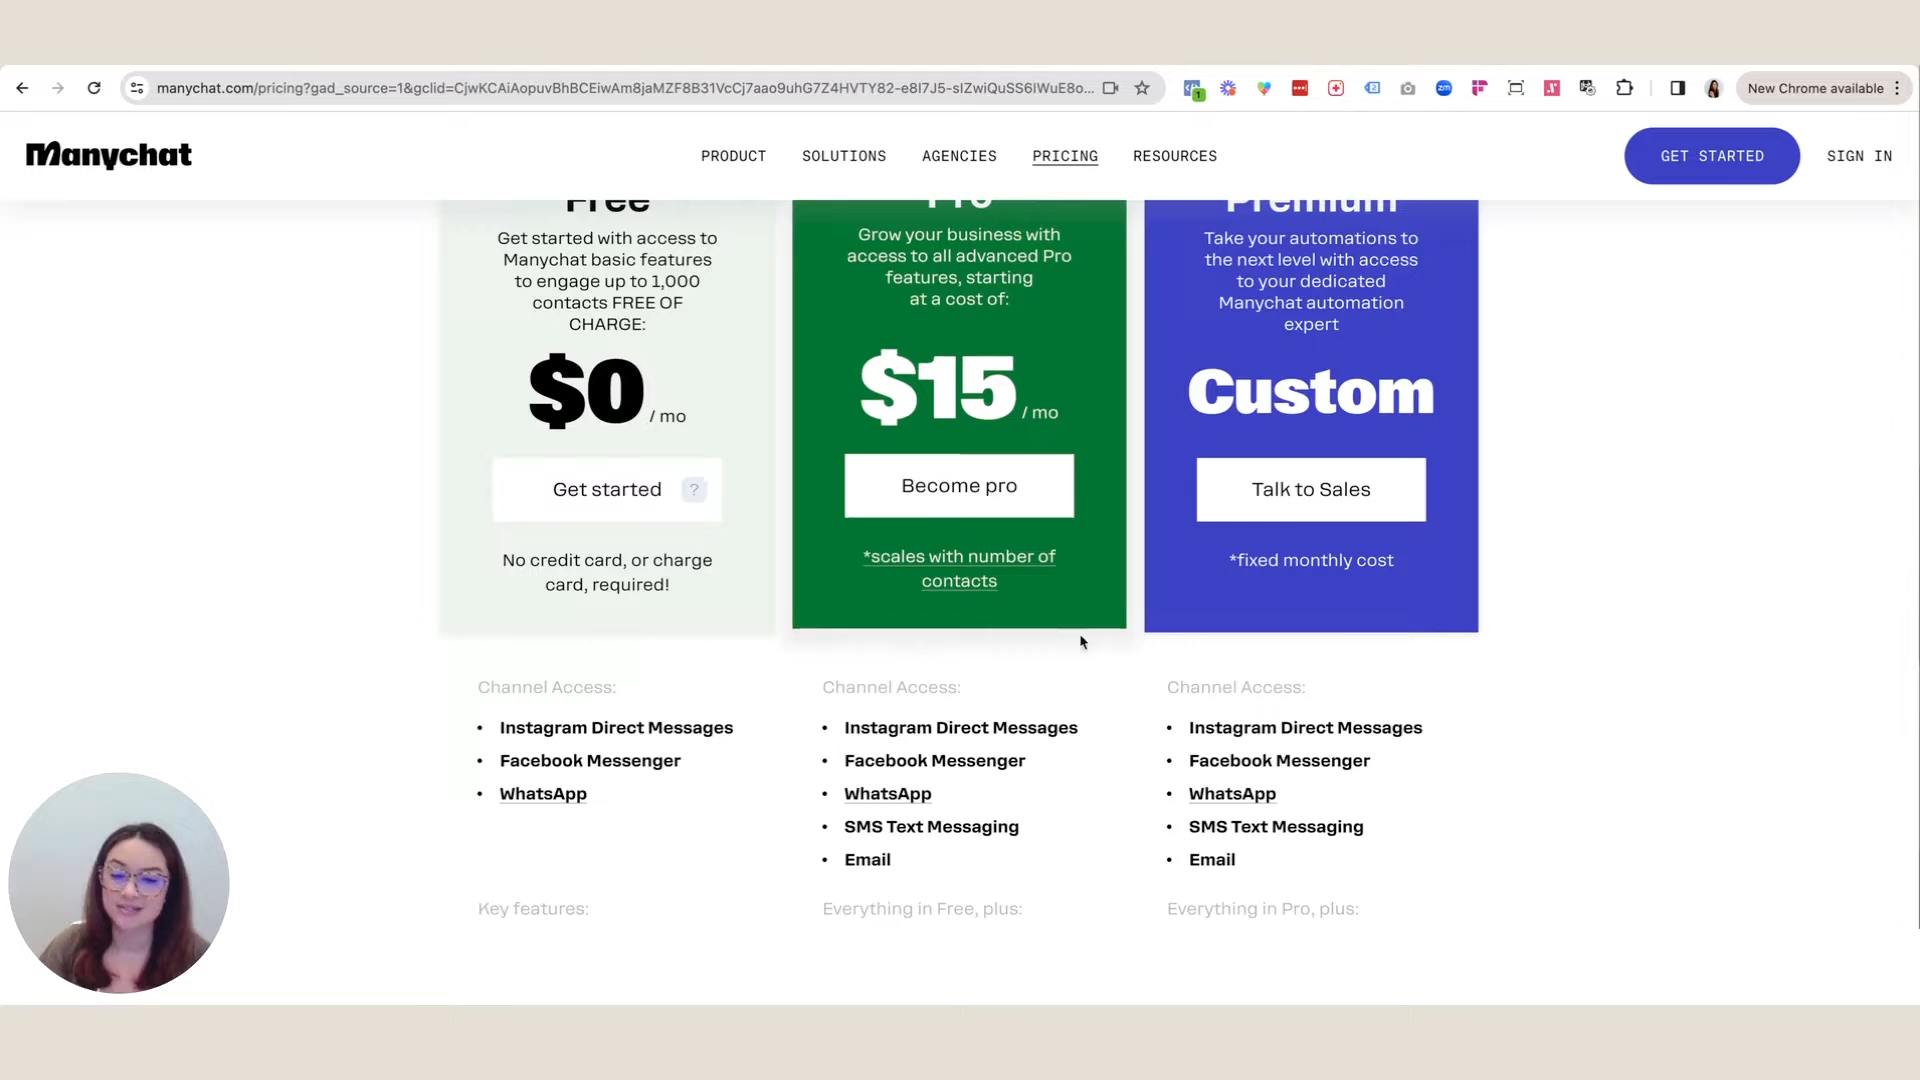 manychat.com/pricing?gad_source=1&gclid=CjwKCAiAopuvBhBCEiwAm8jaMZF8B31VcCj7aao9uhG7Z4HVTY82-e8I7J5-sIZwiQuSS6IWuE8o...
New Chrome available
Manychat
PRODUCT
SOLUTIONS
AGENCIES
PRICING
RESOURCES
GET STARTED
SIGN IN
Free
Get started with access to
Manychat basic features
to engage up to 1,000
contacts FREE OF
CHARGE:
$0 / mo
Get started ?
No credit card, or charge
card, required!
Channel Access:
• Instagram Direct Messages
• Facebook Messenger
• WhatsApp
Key features:
Pro
Grow your business with
access to all advanced Pro
features, starting
at a cost of:
$15 / mo
Become pro
*scales with number of
contacts
Channel Access:
• Instagram Direct Messages
• Facebook Messenger
• WhatsApp
• SMS Text Messaging
• Email
Everything in Free, plus:
Premium
Take your automations to
the next level with access
to your dedicated
Manychat automation
expert
Custom
Talk to Sales
*fixed monthly cost
Channel Access:
• Instagram Direct Messages
• Facebook Messenger
• WhatsApp
• SMS Text Messaging
• Email
Everything in Pro, plus: